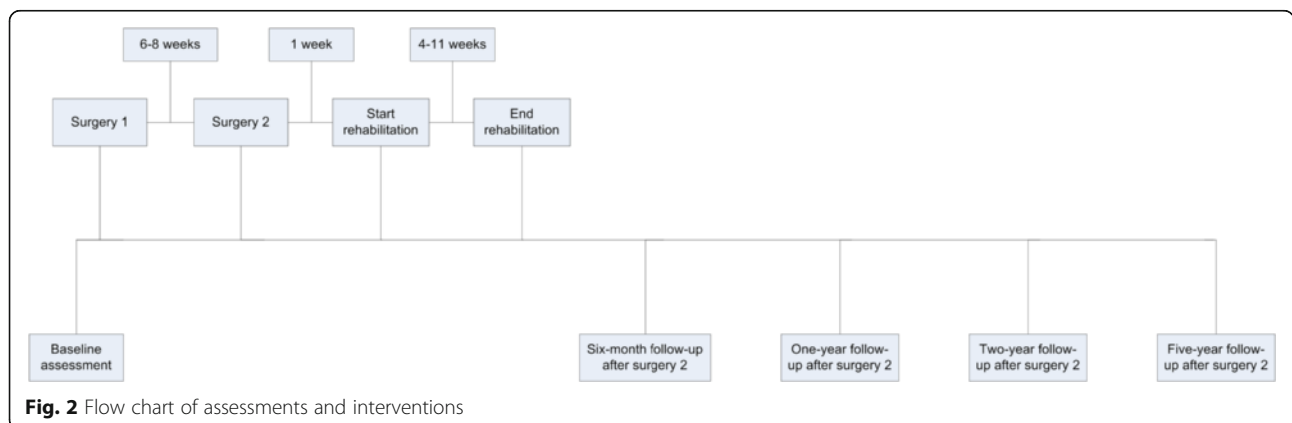 6-8 weeks
1 week
4-11 weeks
Surgery 1
Surgery 2
Start
rehabilitation
End
rehabilitation
Baseline
assessment
Six-month follow-up
after surgery 2
One-year follow-
up after surgery 2
Two-year follow-
up after surgery 2
Five-year follow-
up after surgery 2
Fig. 2 Flow chart of assessments and interventions